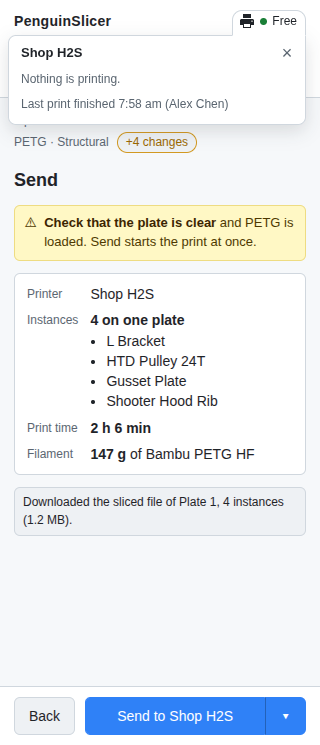 PenguinSlicer
Free
Shop H2S
×
Nothing is printing.
Last print finished 7:58 am (Alex Chen)
PETG · Structural +4 changes
Send
⚠ Check that the plate is clear and PETG is
loaded. Send starts the print at once.
Printer Shop H2S
Instances 4 on one plate
• L Bracket
• HTD Pulley 24T
• Gusset Plate
• Shooter Hood Rib
Print time 2 h 6 min
Filament 147 g of Bambu PETG HF
Downloaded the sliced file of Plate 1, 4 instances
(1.2 MB).
Back Send to Shop H2S ▼